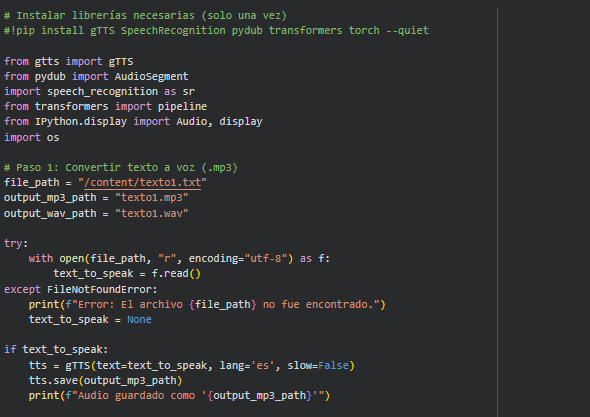 # Instalar librerías necesarias (solo una vez)
#!pip install gTTS SpeechRecognition pydub transformers torch --quiet
from gtts import gTTS
from pydub import AudioSegment
import speech_recognition as sr
from transformers import pipeline
from IPython.display import Audio, display
import os
# Paso 1: Convertir texto a voz (.mp3)
file_path = "/content/texto1.txt"
output_mp3_path = "texto1.mp3"
output_wav_path = "texto1.wav"
try:
    with open(file_path, "r", encoding="utf-8") as f:
        text_to_speak = f.read()
except FileNotFoundError:
    print(f"Error: El archivo {file_path} no fue encontrado.")
    text_to_speak = None
if text_to_speak:
    tts = gTTS(text=text_to_speak, lang='es', slow=False)
    tts.save(output_mp3_path)
    print(f"Audio guardado como '{output_mp3_path}'")